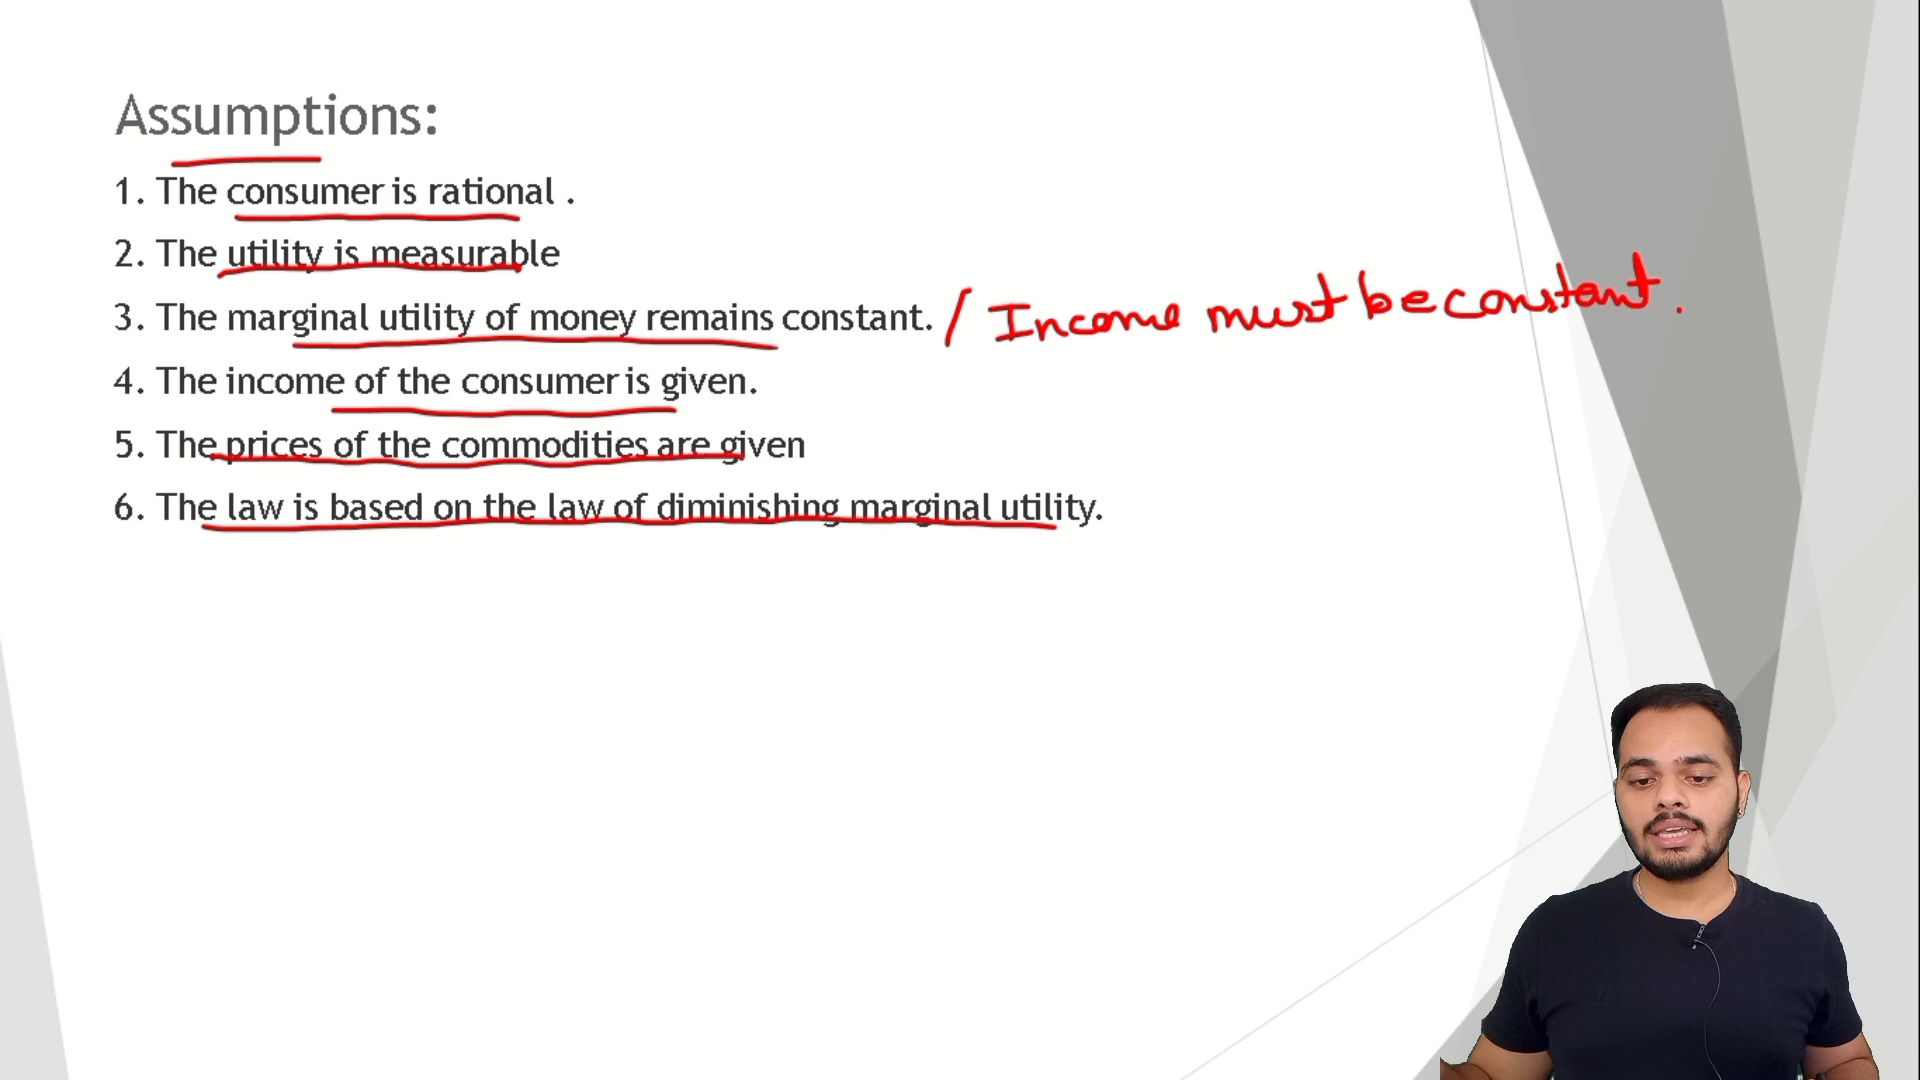 Assumptions:
1. The consumer is rational .
2. The utility is measurable
3. The marginal utility of money remains constant. / Income must be constant.
4. The income of the consumer is given.
5. The prices of the commodities are given
6. The law is based on the law of diminishing marginal utility.